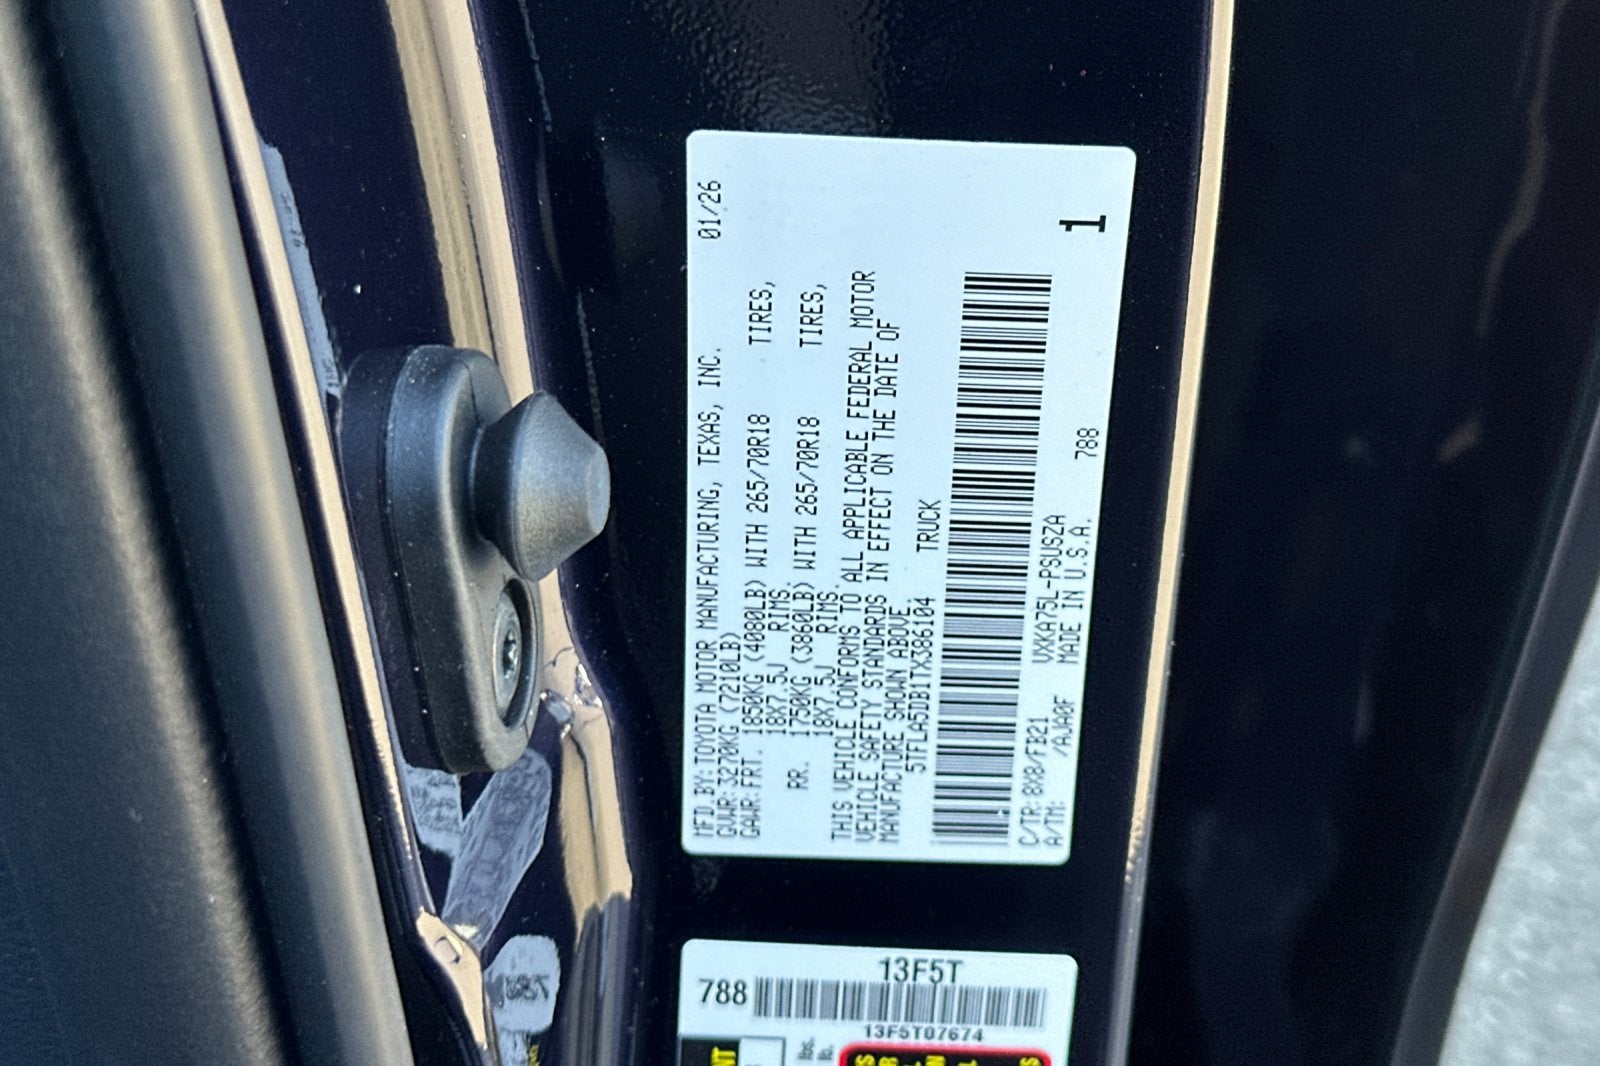 MFD.BY:TOYOTA MOTOR MANUFACTURING, TEXAS, INC. 01/26
GVWR:3270KG (7210LB)
GAWR:FRT. 1850KG (4080LB) WITH 265/70R18 TIRES,
18X7.5J RIMS.
RR. 1750KG (3860LB) WITH 265/70R18 TIRES,
18X7.5J RIMS.
THIS VEHICLE CONFORMS TO ALL APPLICABLE FEDERAL MOTOR
VEHICLE SAFETY STANDARDS IN EFFECT ON THE DATE OF
MANUFACTURE SHOWN ABOVE.
5TFLA5DB1TX386104 TRUCK
1
C/TR:8X8/FB21 VXKA75L-PSUSZA 788
A/TM: /AJA0F MADE IN U.S.A.
13F5T
788
13F5T07674
lbs.
lb.